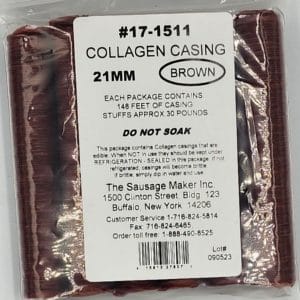 #17-1511
COLLAGEN CASING
21MM BROWN
EACH PACKAGE CONTAINS
148 FEET OF CASING
STUFFS APPROX 30 POUNDS
DO NOT SOAK
This package contains Collagen casings that
are edible. When NOT in use they should be kept under
REFRIGERATION - SEALED in this package. If not
refrigerated, casings will become brittle.
If brittle, simply dip in water and use.
The Sausage Maker Inc.
1500 Clinton Street Bldg. 123
Buffalo, New York 14206
Customer Service 1-716-824-5814
Fax: 716-824-6465
Order toll free: 1-888-490-8525
Lot#
090523